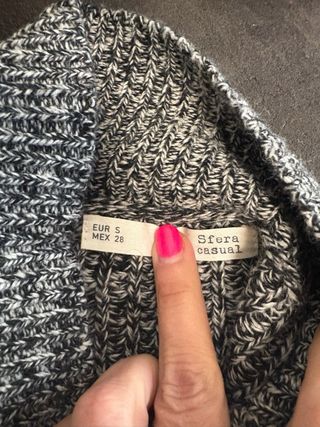 EUR S
MEX 28
Sfera
casual